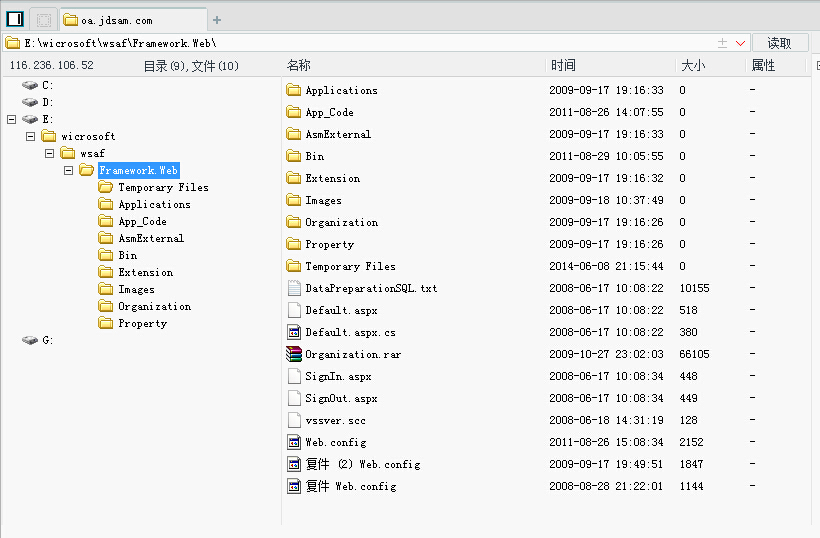 oa.jdsam.com
E:\wicrosoft\wsaf\Framework.Web\ 读取
116.236.106.52 目录(9),文件(10) 名称 时间 大小 属性
C:
D:
E:
wicrosoft
wsaf
Framework.Web
Temporary Files
Applications
App_Code
AsmExternal
Bin
Extension
Images
Organization
Property
G:
Applications 2009-09-17 19:16:33 0 -
App_Code 2011-08-26 14:07:55 0 -
AsmExternal 2009-09-17 19:16:33 0 -
Bin 2011-08-29 10:05:55 0 -
Extension 2009-09-17 19:16:32 0 -
Images 2009-09-18 10:37:49 0 -
Organization 2009-09-17 19:16:26 0 -
Property 2009-09-17 19:16:26 0 -
Temporary Files 2014-06-08 21:15:44 0 -
DataPreparationSQL.txt 2008-06-17 10:08:22 10155 -
Default.aspx 2008-06-17 10:08:22 518 -
Default.aspx.cs 2008-06-17 10:08:22 380 -
Organization.rar 2009-10-27 23:02:03 66105 -
SignIn.aspx 2008-06-17 10:08:34 448 -
SignOut.aspx 2008-06-17 10:08:34 449 -
vssver.scc 2008-06-18 14:31:19 128 -
Web.config 2011-08-26 15:08:34 2152 -
复件 (2) Web.config 2009-09-17 19:49:51 1847 -
复件 Web.config 2008-08-28 21:22:01 1144 -